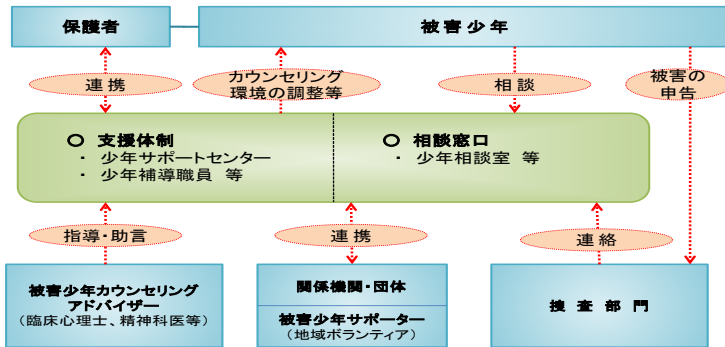 保護者
被害少年
連携
カウンセリング
環境の調整等
相談
被害の
申告
○ 支援体制
・ 少年サポートセンター
・ 少年補導職員 等
○ 相談窓口
・ 少年相談室 等
指導・助言
連携
連絡
被害少年カウンセリング
アドバイザー
（臨床心理士、精神科医等）
関係機関・団体
被害少年サポーター
（地域ボランティア）
捜査部門